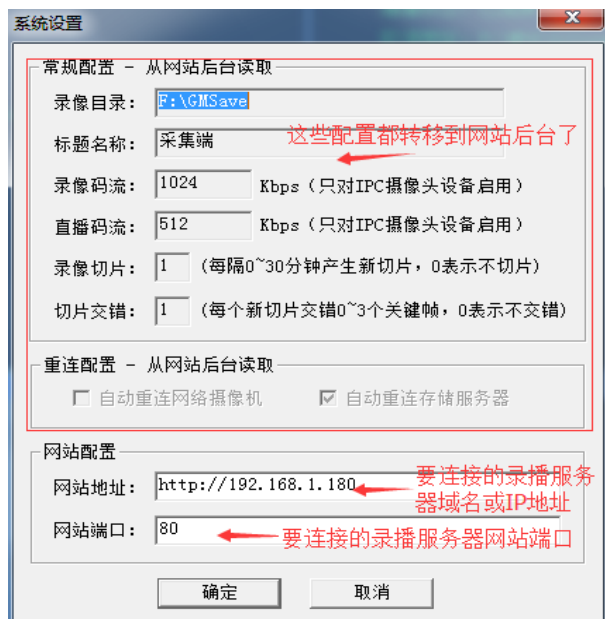 系统设置
常规配置 - 从网站后台读取
录像目录: F:\GMSave
标题名称: 采集端
这些配置都转移到网站后台了
录像码流: 1024 Kbps (只对IPC摄像头设备启用)
直播码流: 512 Kbps (只对IPC摄像头设备启用)
录像切片: 1 (每隔0~30分钟产生新切片,0表示不切片)
切片交错: 1 (每个新切片交错0~3个关键帧,0表示不交错)
重连配置 - 从网站后台读取
自动重连网络摄像机 自动重连存储服务器
网站配置
网站地址: http://192.168.1.180
要连接的录播服务
器域名或IP地址
网站端口: 80
要连接的录播服务器网站端口
确定 取消